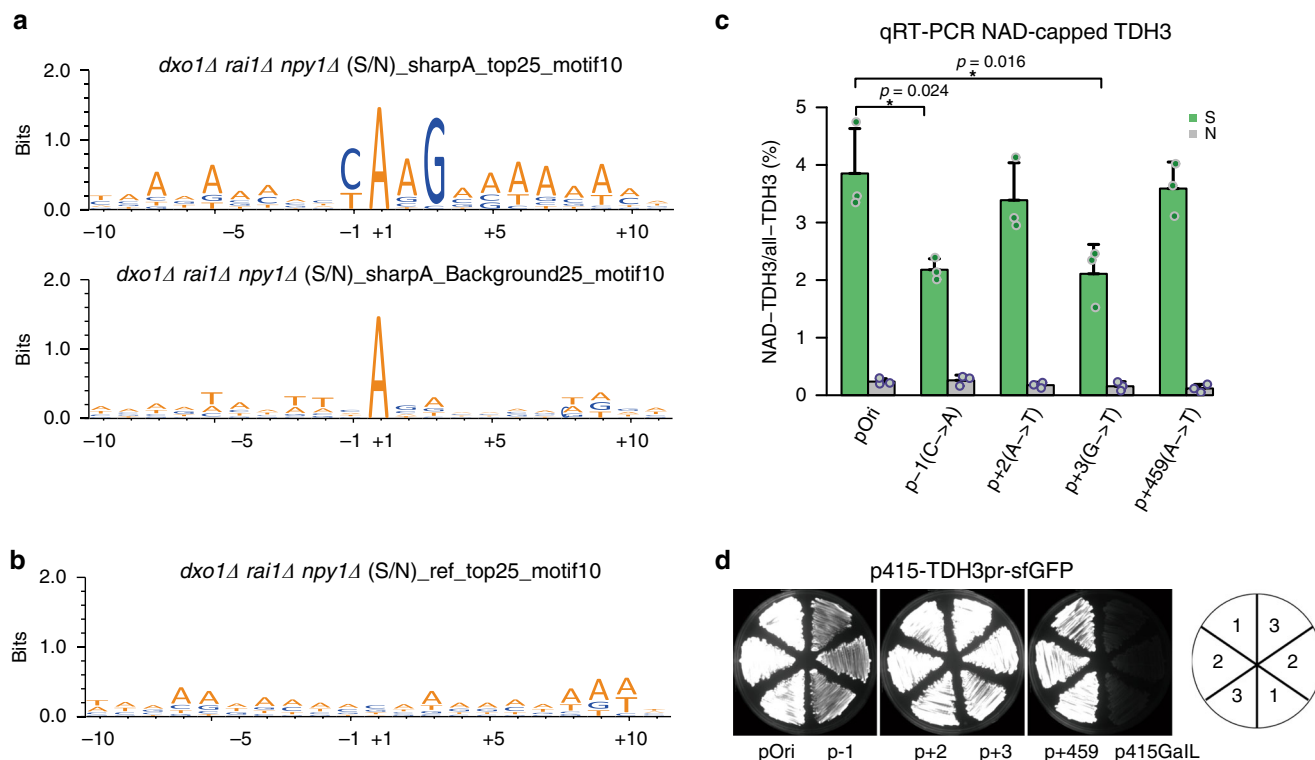 a
dxo1Δ rai1Δ npy1Δ (S/N)_sharpA_top25_motif10
2.0
1.0
0.0
Bits
–10
–5
–1
+1
+5
+10
dxo1Δ rai1Δ npy1Δ (S/N)_sharpA_Background25_motif10
2.0
1.0
0.0
Bits
–10
–5
–1
+1
+5
+10
b
dxo1Δ rai1Δ npy1Δ (S/N)_ref_top25_motif10
2.0
1.0
0.0
Bits
–10
–5
–1
+1
+5
+10
c
qRT-PCR NAD-capped TDH3
p = 0.016
*
p = 0.024
*
S
N
NAD–TDH3/all–TDH3 (%)
5
4
3
2
1
0
pOri
p–1(C–>A)
p+2(A–>T)
p+3(G–>T)
p+459(A–>T)
d
p415-TDH3pr-sfGFP
pOri p-1 p+2 p+3 p+459 p415GalL
1 3
2 2
3 1